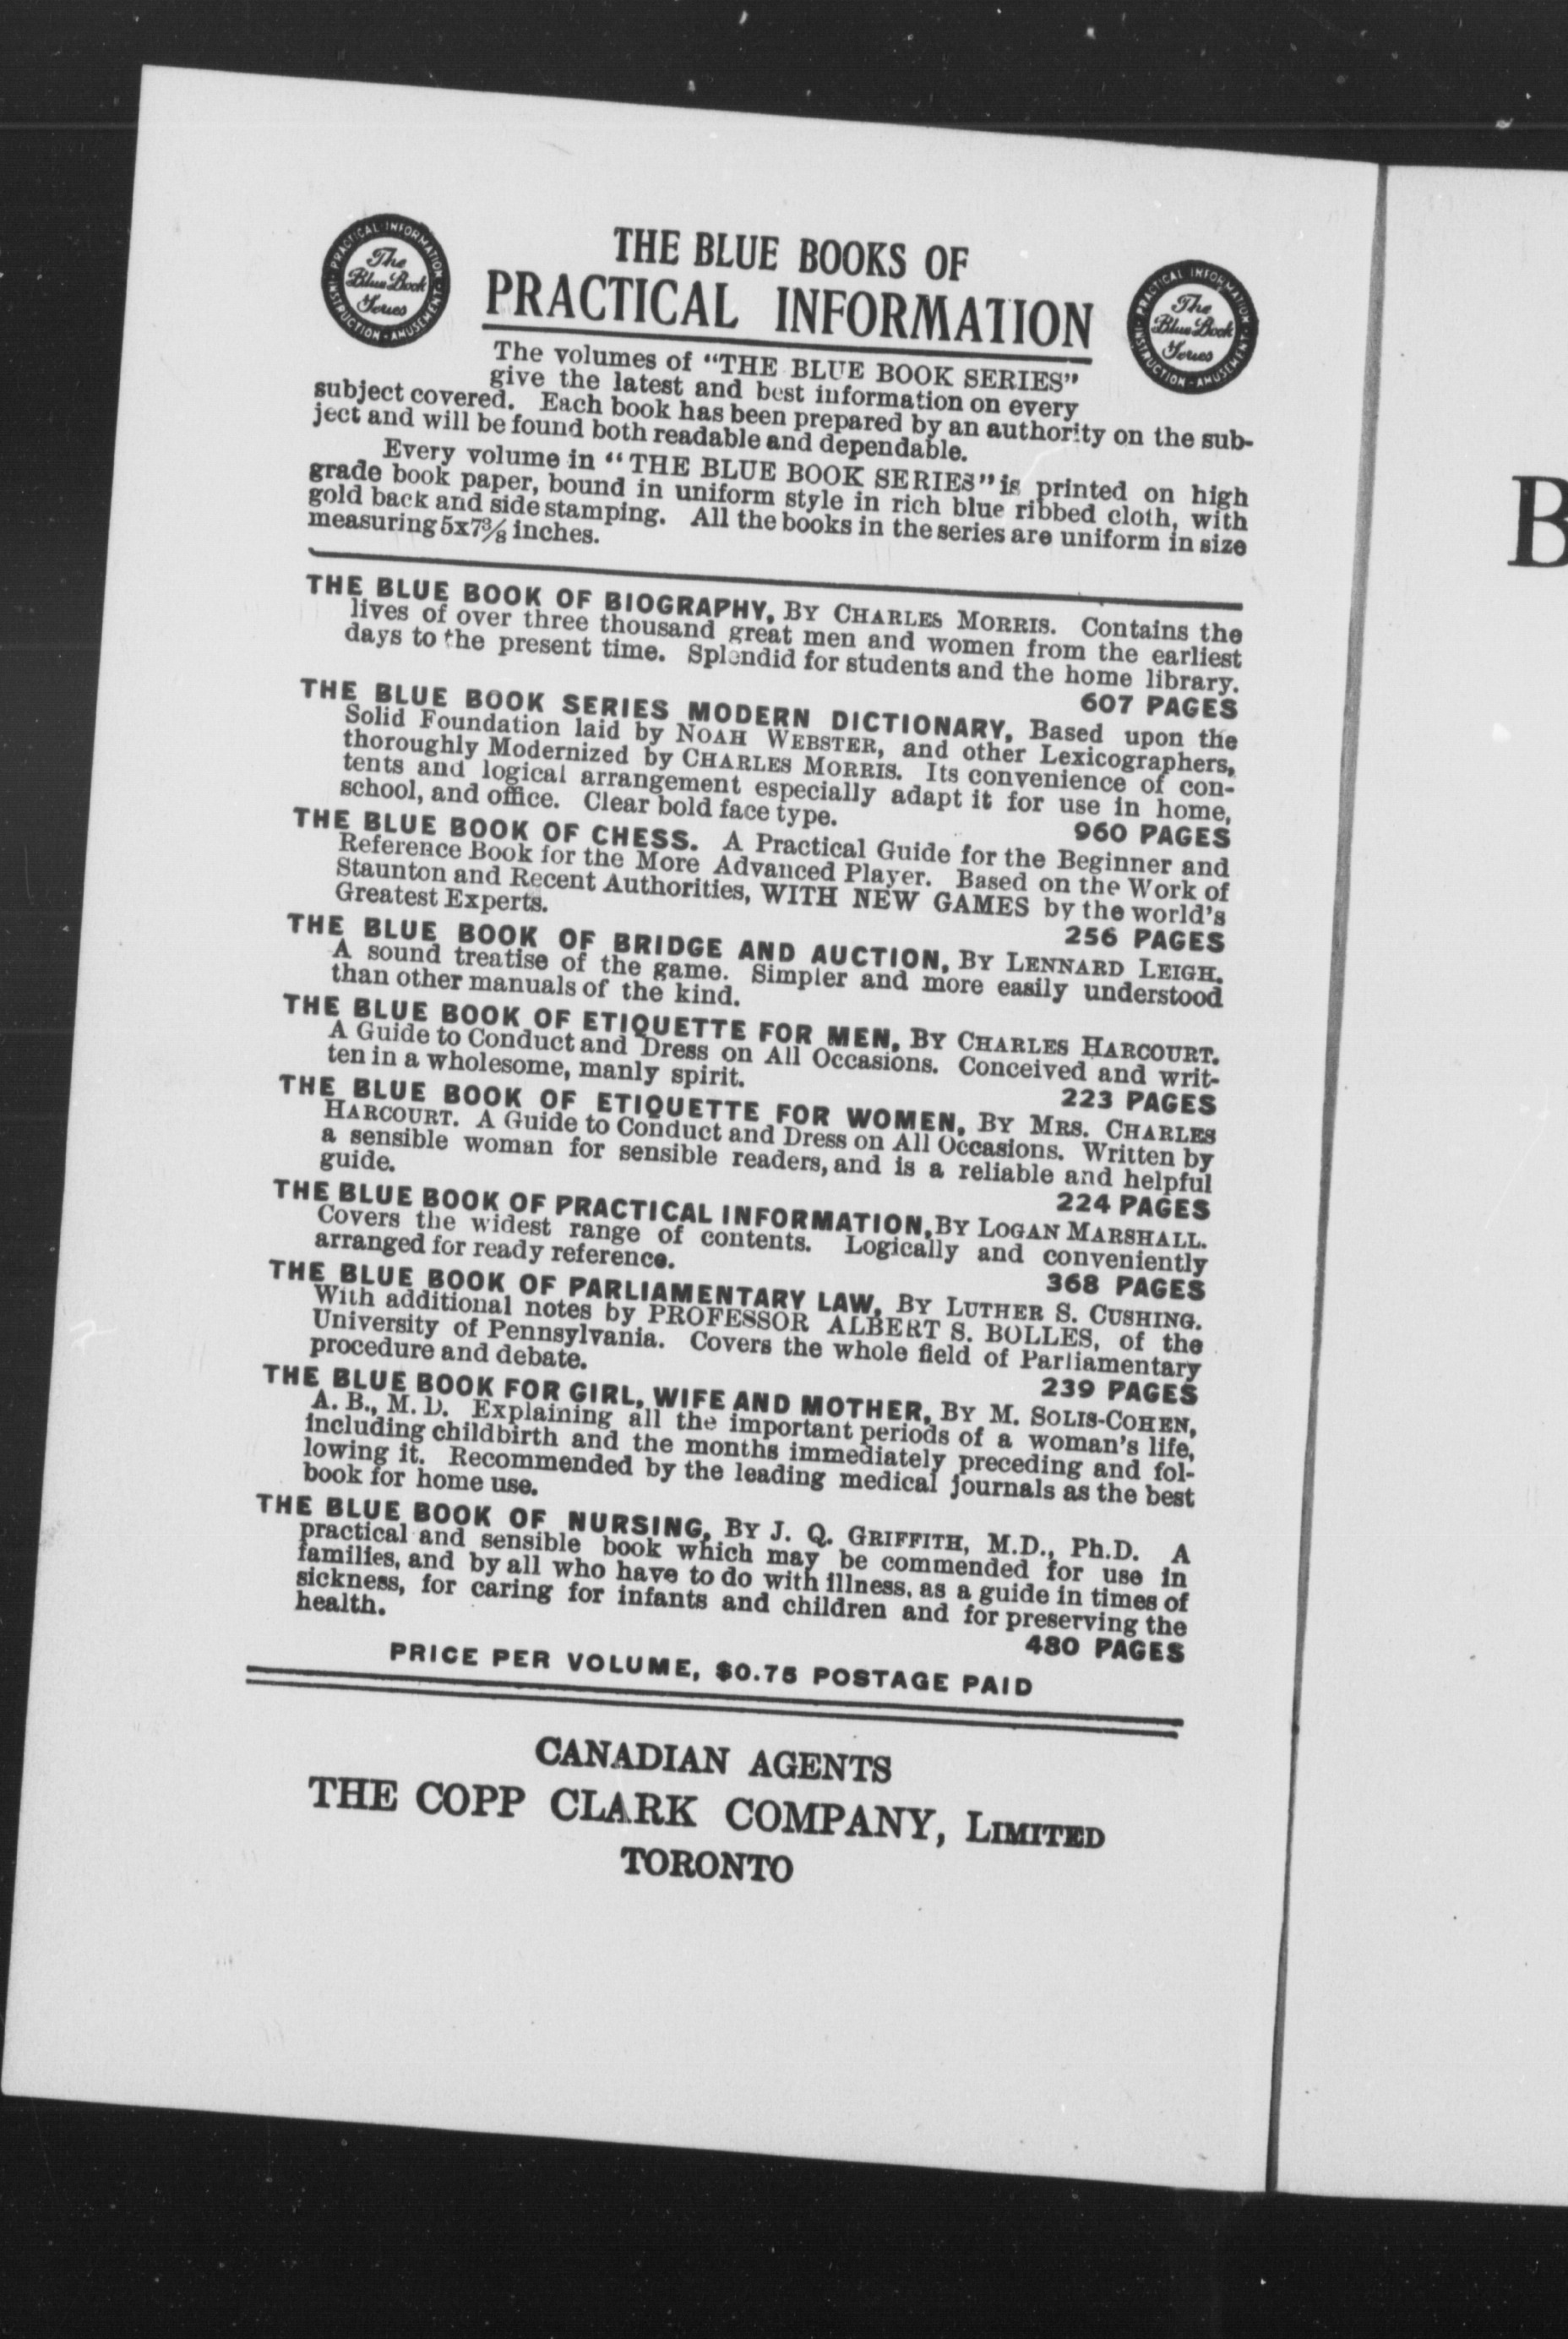 THE BLUE BOOKS OF
PRACTICAL INFORMATION
PRACTICAL INFORMATION · INSTRUCTION · AMUSEMENT ·
The
Blue Book
Series
PRACTICAL INFORMATION · INSTRUCTION · AMUSEMENT ·
The
Blue Book
Series
The volumes of "THE BLUE BOOK SERIES"
give the latest and best information on every
subject covered. Each book has been prepared by an authority on the sub-
ject and will be found both readable and dependable.
Every volume in "THE BLUE BOOK SERIES" is printed on high
grade book paper, bound in uniform style in rich blue ribbed cloth, with
gold back and side stamping. All the books in the series are uniform in size
measuring 5x7⅜ inches.
THE BLUE BOOK OF BIOGRAPHY, BY CHARLES MORRIS. Contains the
lives of over three thousand great men and women from the earliest
days to the present time. Splendid for students and the home library.
607 PAGES
THE BLUE BOOK SERIES MODERN DICTIONARY, Based upon the
Solid Foundation laid by NOAH WEBSTER, and other Lexicographers,
thoroughly Modernized by CHARLES MORRIS. Its convenience of con-
tents and logical arrangement especially adapt it for use in home,
school, and office. Clear bold face type.
960 PAGES
THE BLUE BOOK OF CHESS. A Practical Guide for the Beginner and
Reference Book for the More Advanced Player. Based on the Work of
Staunton and Recent Authorities, WITH NEW GAMES by the world's
Greatest Experts.
256 PAGES
THE BLUE BOOK OF BRIDGE AND AUCTION, BY LENNARD LEIGH.
A sound treatise of the game. Simpler and more easily understood
than other manuals of the kind.
THE BLUE BOOK OF ETIQUETTE FOR MEN, BY CHARLES HARCOURT.
A Guide to Conduct and Dress on All Occasions. Conceived and writ-
ten in a wholesome, manly spirit.
223 PAGES
THE BLUE BOOK OF ETIQUETTE FOR WOMEN, BY MRS. CHARLES
HARCOURT. A Guide to Conduct and Dress on All Occasions. Written by
a sensible woman for sensible readers, and is a reliable and helpful
guide.
224 PAGES
THE BLUE BOOK OF PRACTICAL INFORMATION, BY LOGAN MARSHALL.
Covers the widest range of contents. Logically and conveniently
arranged for ready reference.
368 PAGES
THE BLUE BOOK OF PARLIAMENTARY LAW, BY LUTHER S. CUSHING.
With additional notes by PROFESSOR ALBERT S. BOLLES, of the
University of Pennsylvania. Covers the whole field of Parliamentary
procedure and debate.
239 PAGES
THE BLUE BOOK FOR GIRL, WIFE AND MOTHER, BY M. SOLIS-COHEN,
A. B., M. D. Explaining all the important periods of a woman's life,
including childbirth and the months immediately preceding and fol-
lowing it. Recommended by the leading medical journals as the best
book for home use.
THE BLUE BOOK OF NURSING, BY J. Q. GRIFFITH, M.D., Ph.D. A
practical and sensible book which may be commended for use in
families, and by all who have to do with illness, as a guide in times of
sickness, for caring for infants and children and for preserving the
health.
480 PAGES
PRICE PER VOLUME, $0.75 POSTAGE PAID
CANADIAN AGENTS
THE COPP CLARK COMPANY, LIMITED
TORONTO
B